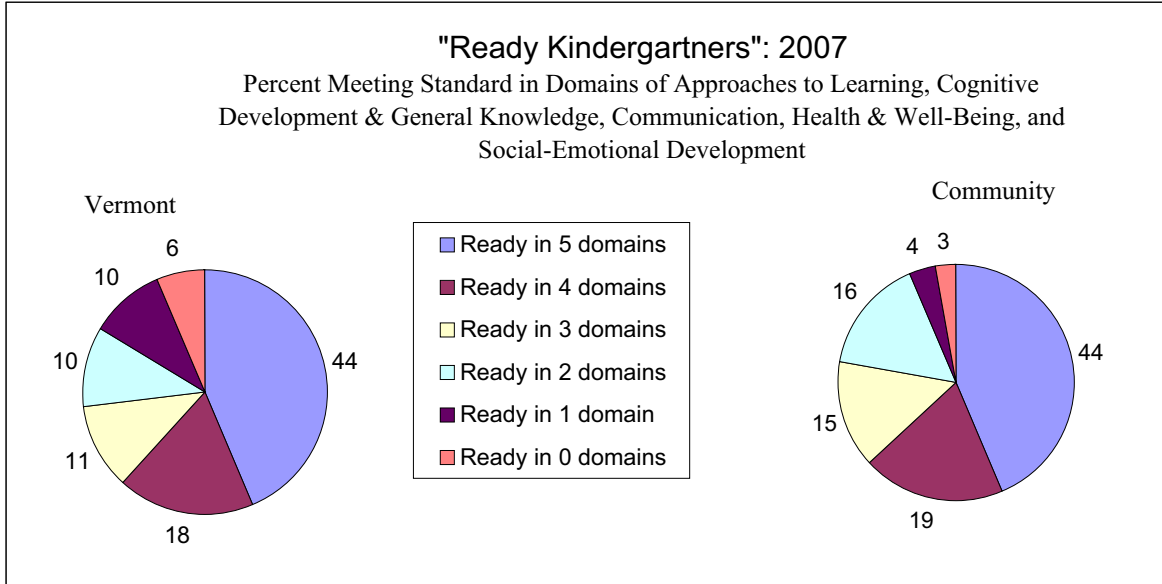 "Ready Kindergartners": 2007
Percent Meeting Standard in Domains of Approaches to Learning, Cognitive
Development & General Knowledge, Communication, Health & Well-Being, and
Social-Emotional Development
Vermont
6
10
10
11
18
44
Ready in 5 domains
Ready in 4 domains
Ready in 3 domains
Ready in 2 domains
Ready in 1 domain
Ready in 0 domains
Community
4
3
16
15
19
44